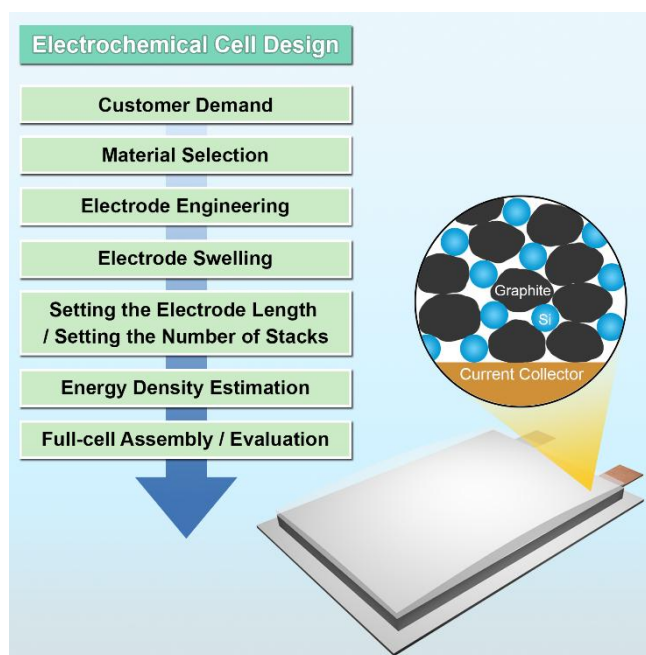 Electrochemical Cell Design
Customer Demand
Material Selection
Electrode Engineering
Electrode Swelling
Setting the Electrode Length
/ Setting the Number of Stacks
Energy Density Estimation
Full-cell Assembly / Evaluation
Graphite
Si
Current Collector